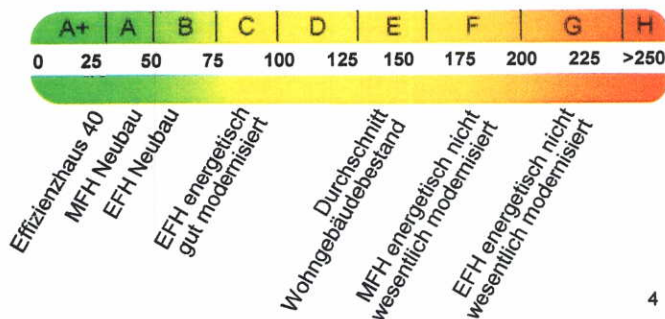 A+ A B C D E F G H
0 25 50 75 100 125 150 175 200 225 >250
Effizienzhaus 40
MFH Neubau
EFH Neubau
EFH energetisch
gut modernisiert
Durchschnitt
Wohngebäudebestand
MFH energetisch nicht
wesentlich modernisiert
EFH energetisch nicht
wesentlich modernisiert
4